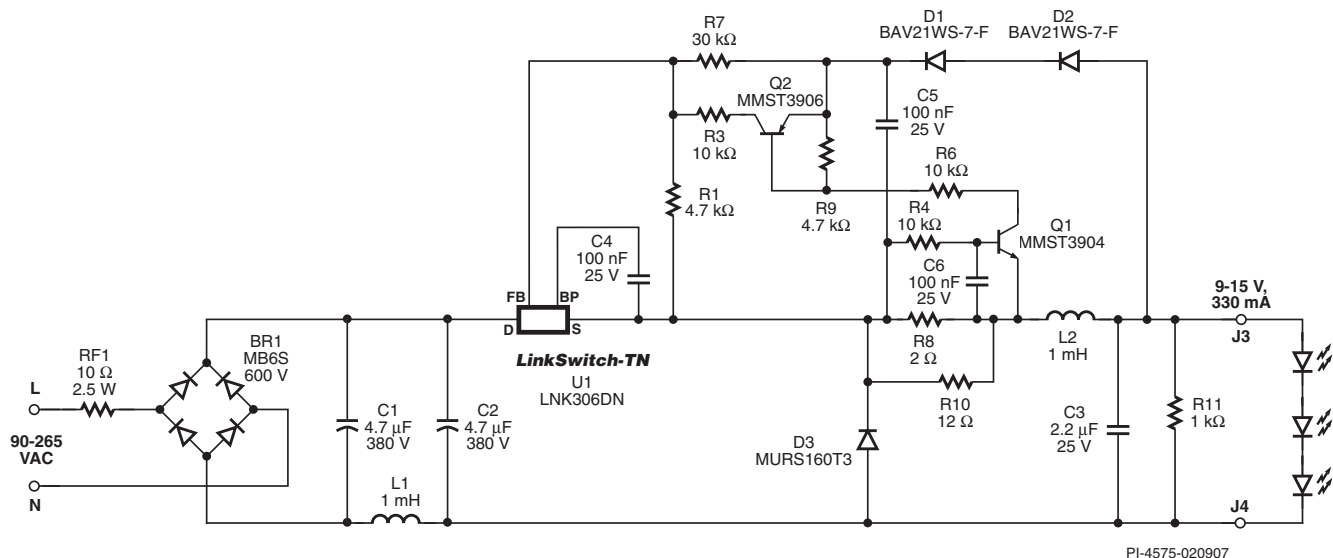 R7
30 kΩ
D1
BAV21WS-7-F
D2
BAV21WS-7-F
Q2
MMST3906
C5
100 nF
25 V
R3
10 kΩ
R6
10 kΩ
R1
4.7 kΩ
R9
4.7 kΩ
R4
10 kΩ
Q1
MMST3904
C4
100 nF
25 V
C6
100 nF
25 V
FB
BP
D
S
9-15 V,
330 mA
J3
LinkSwitch-TN
U1
LNK306DN
R8
2 Ω
L2
1 mH
RF1
10 Ω
2.5 W
BR1
MB6S
600 V
L
90-265
VAC
N
C1
4.7 µF
380 V
C2
4.7 µF
380 V
R10
12 Ω
D3
MURS160T3
C3
2.2 µF
25 V
R11
1 kΩ
L1
1 mH
J4
PI-4575-020907